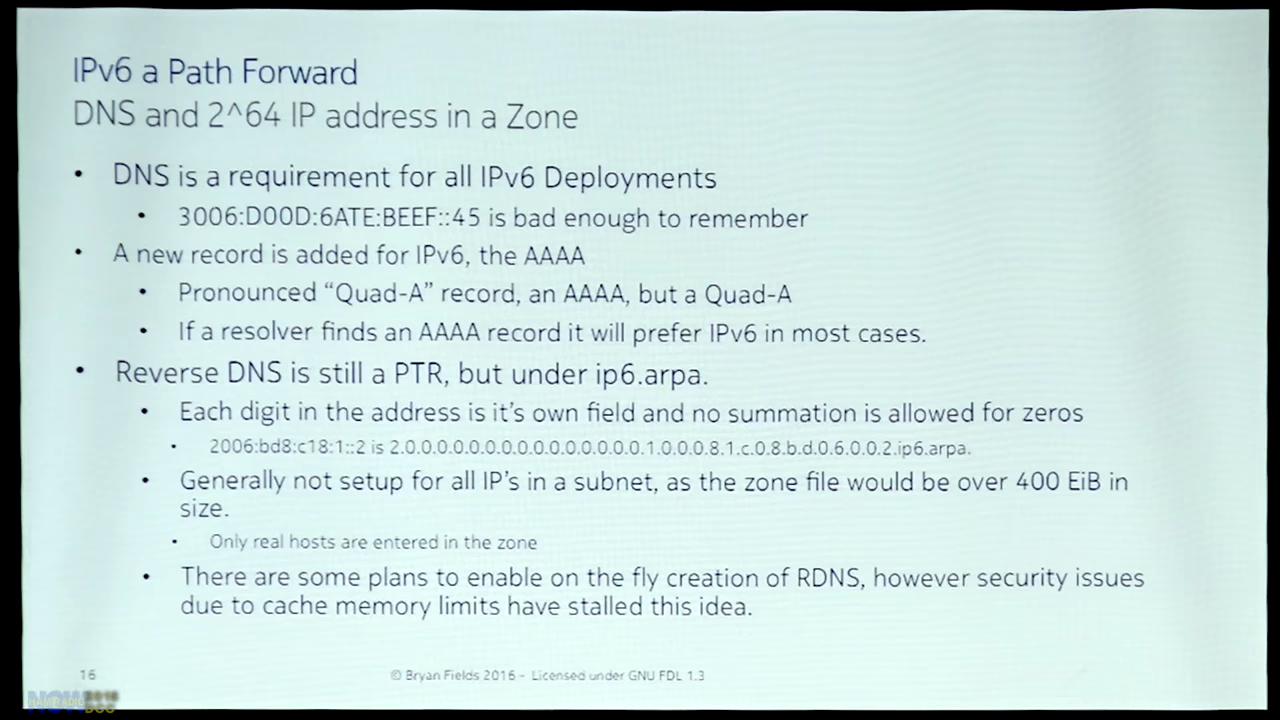 IPv6 a Path Forward
DNS and 2^64 IP address in a Zone
• DNS is a requirement for all IPv6 Deployments
• 3006:D00D:6ATE:BEEF::45 is bad enough to remember
• A new record is added for IPv6, the AAAA
• Pronounced “Quad-A” record, an AAAA, but a Quad-A
• If a resolver finds an AAAA record it will prefer IPv6 in most cases.
• Reverse DNS is still a PTR, but under ip6.arpa.
• Each digit in the address is it's own field and no summation is allowed for zeros
• 2006:bd8:c18:1::2 is 2.0.0.0.0.0.0.0.0.0.0.0.0.0.0.0.1.0.0.0.8.1.c.0.8.b.d.0.6.0.0.2.ip6.arpa.
• Generally not setup for all IP's in a subnet, as the zone file would be over 400 EiB in
size.
• Only real hosts are entered in the zone
• There are some plans to enable on the fly creation of RDNS, however security issues
due to cache memory limits have stalled this idea.
16
© Bryan Fields 2016 - Licensed under GNU FDL 1.3